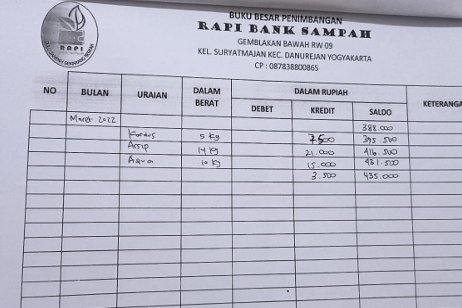 BUKU BESAR PENIMBANGAN
RAPI BANK SAMPAH
GEMBLAKAN BAWAH RW 09
KEL. SURYATMAJAN KEC. DANUREJAN YOGYAKARTA
CP : 087838800865
RAPI
NO BULAN URAIAN DALAM BERAT DALAM RUPIAH KETERANGA
DEBET KREDIT SALDO
Maret 2022 388.000
Kardus 5 kg 7.500 395.500
Arsip 14 kg 21.000 416.500
Aqua 10 kg 15.000 431.500
3.500 435.000